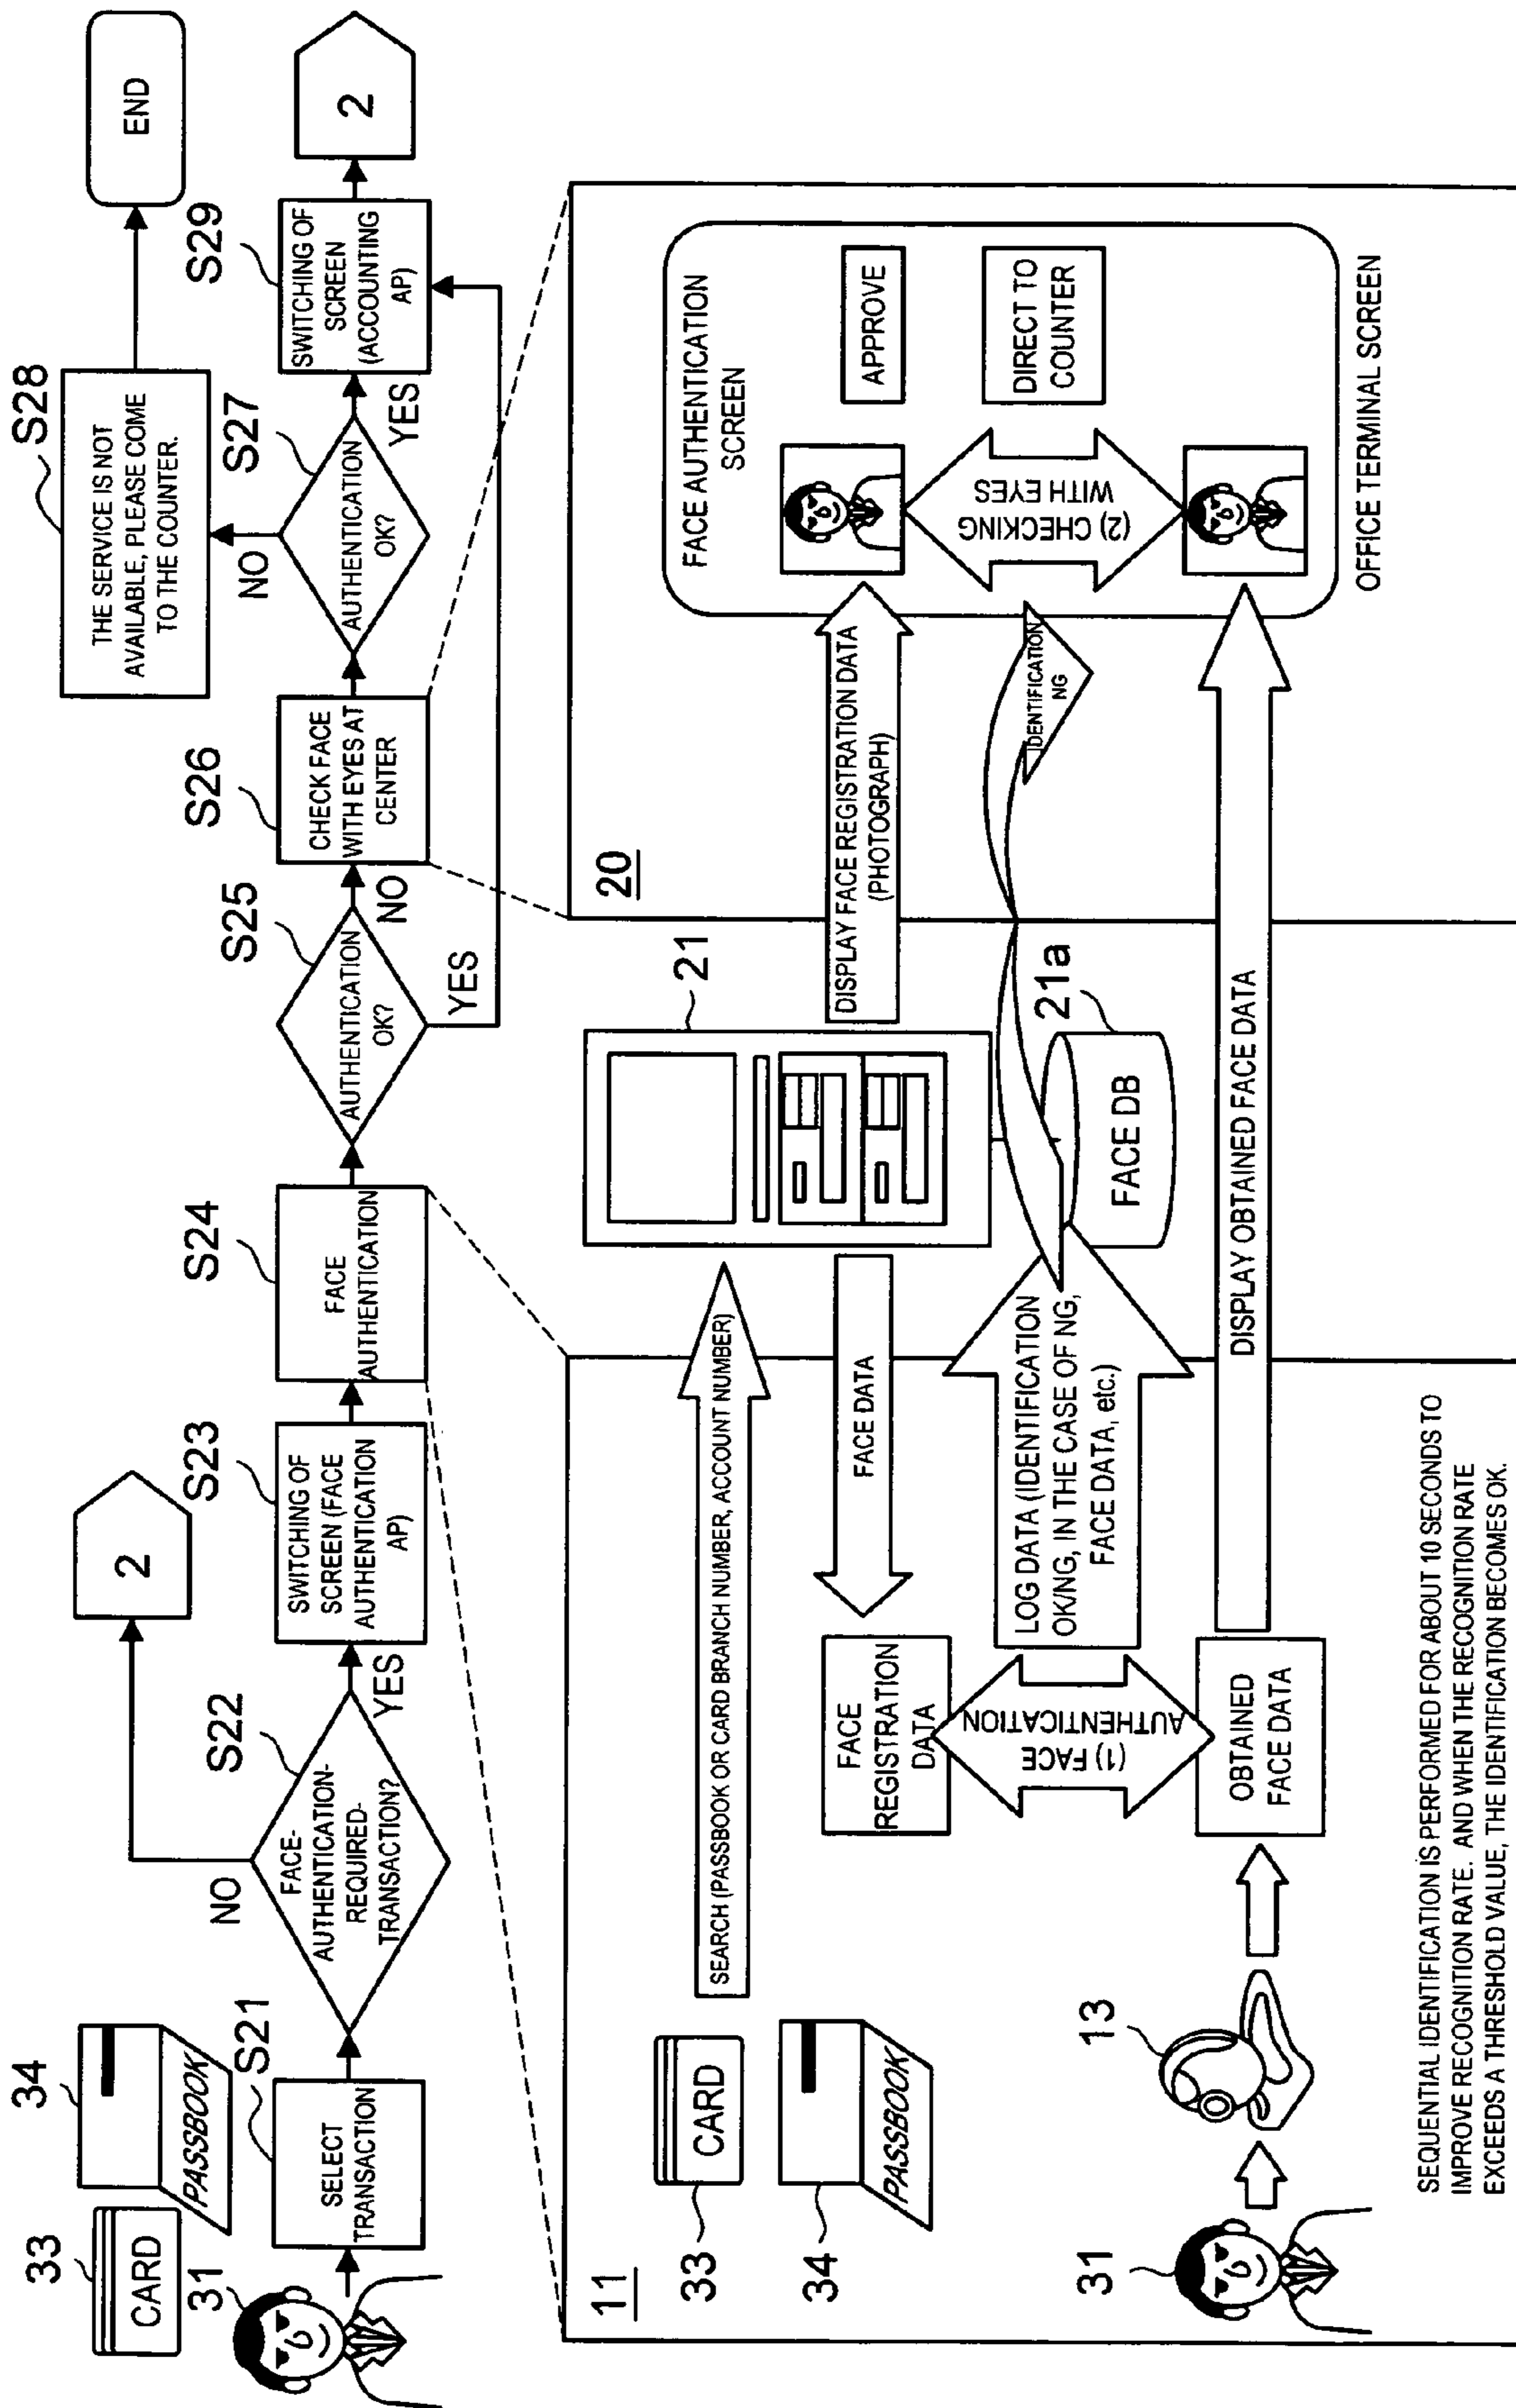 33
CARD
34
PASSBOOK
31
S21
SELECT
TRANSACTION
S22
FACE-
AUTHENTICATION-
REQUIRED-
TRANSACTION?
NO
YES
2
S23
SWITCHING OF
SCREEN (FACE
AUTHENTICATION
AP)
S24
FACE
AUTHENTICATION
S25
AUTHENTICATION
OK?
NO
YES
S26
CHECK FACE
WITH EYES AT
CENTER
S27
AUTHENTICATION
OK?
NO
YES
S28
THE SERVICE IS NOT
AVAILABLE, PLEASE COME
TO THE COUNTER.
END
S29
SWITCHING OF
SCREEN
(ACCOUNTING
AP)
2
11
33
CARD
34
PASSBOOK
31
13
SEARCH (PASSBOOK OR CARD BRANCH NUMBER, ACCOUNT NUMBER)
FACE DATA
FACE
REGISTRATION
DATA
(1) FACE
AUTHENTICATION
OBTAINED
FACE DATA
LOG DATA (IDENTIFICATION
OK/NG, IN THE CASE OF NG,
FACE DATA, etc.)
21
21a
FACE DB
20
DISPLAY FACE REGISTRATION DATA
(PHOTOGRAPH)
IDENTIFICATION
NG
DISPLAY OBTAINED FACE DATA
FACE AUTHENTICATION
SCREEN
APPROVE
(2) CHECKING
WITH EYES
DIRECT TO
COUNTER
OFFICE TERMINAL SCREEN
SEQUENTIAL IDENTIFICATION IS PERFORMED FOR ABOUT 10 SECONDS TO
IMPROVE RECOGNITION RATE. AND WHEN THE RECOGNITION RATE
EXCEEDS A THRESHOLD VALUE, THE IDENTIFICATION BECOMES OK.